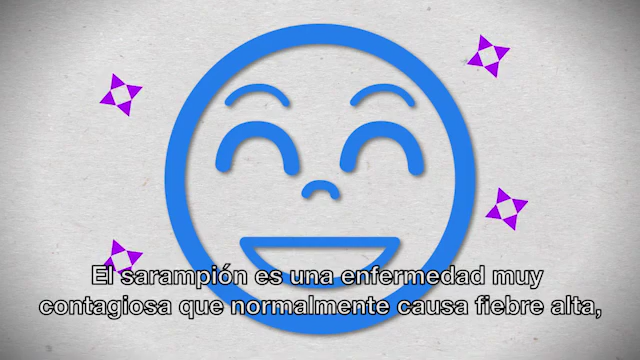 El sarampión es una enfermedad muy
contagiosa que normalmente causa fiebre alta,